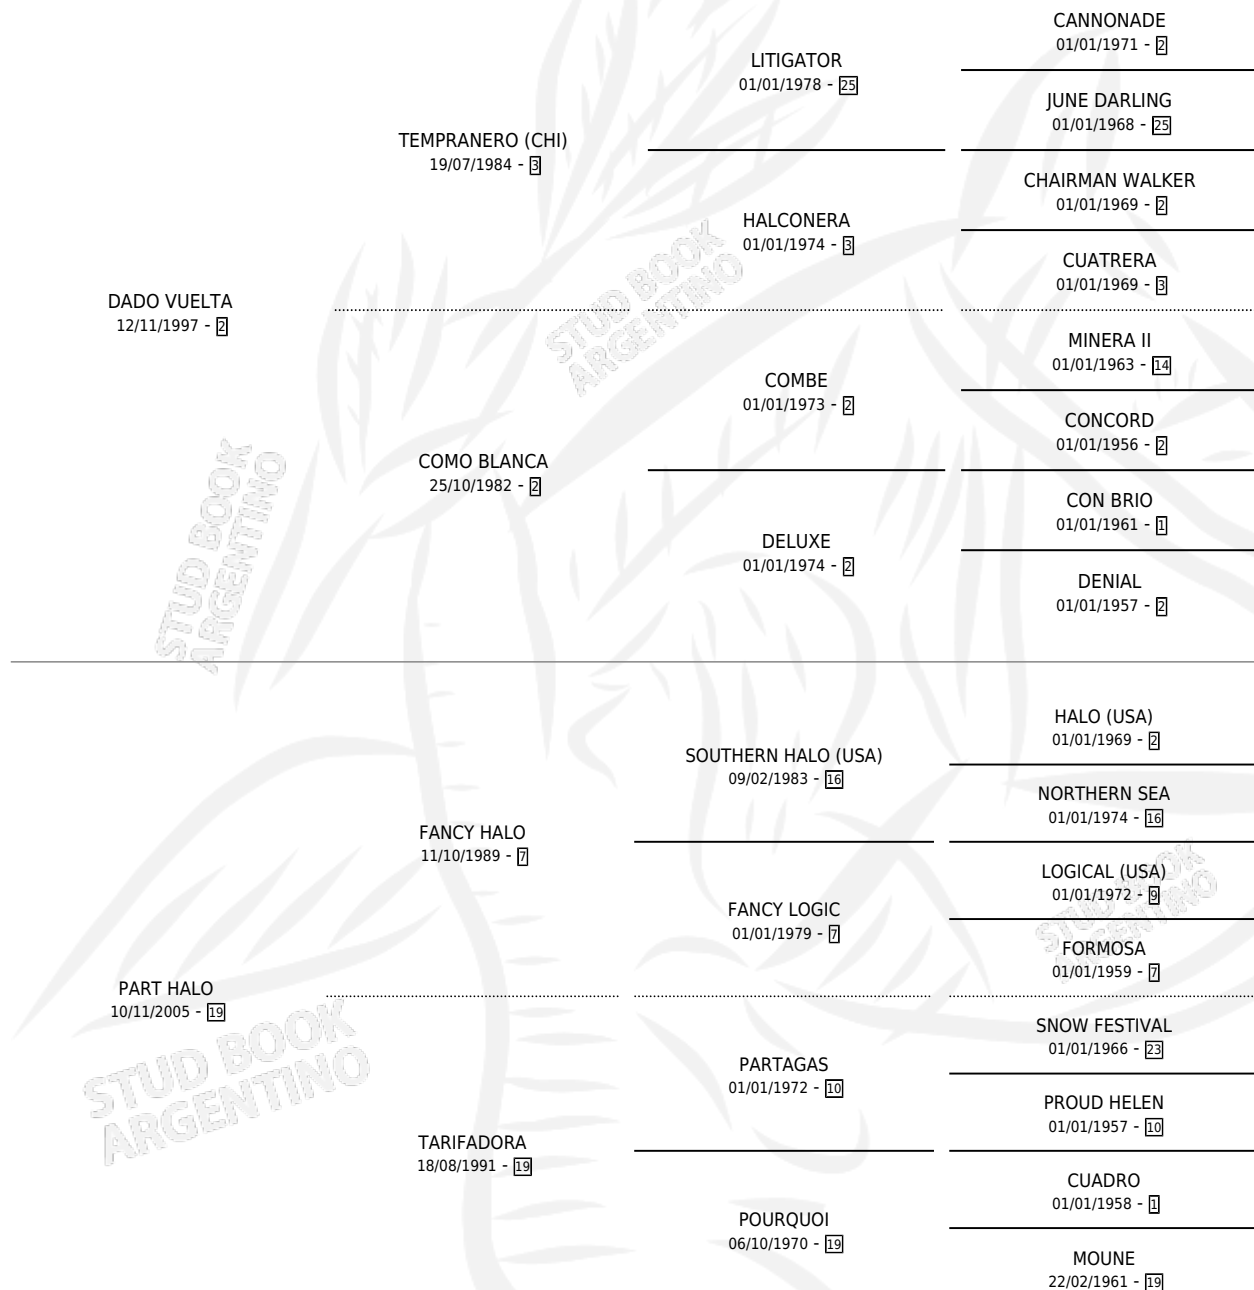 CANNONADE
01/01/1971 - 2
LITIGATOR
01/01/1978 - 25
JUNE DARLING
01/01/1968 - 25
TEMPRANERO (CHI)
19/07/1984 - 3
CHAIRMAN WALKER
01/01/1969 - 2
HALCONERA
01/01/1974 - 3
CUATRERA
01/01/1969 - 3
DADO VUELTA
12/11/1997 - 2
MINERA II
01/01/1963 - 14
COMBE
01/01/1973 - 2
CONCORD
01/01/1956 - 2
COMO BLANCA
25/10/1982 - 2
CON BRIO
01/01/1961 - 1
DELUXE
01/01/1974 - 2
DENIAL
01/01/1957 - 2
HALO (USA)
01/01/1969 - 2
SOUTHERN HALO (USA)
09/02/1983 - 16
NORTHERN SEA
01/01/1974 - 16
FANCY HALO
11/10/1989 - 7
LOGICAL (USA)
01/01/1972 - 9
FANCY LOGIC
01/01/1979 - 7
FORMOSA
01/01/1959 - 7
PART HALO
10/11/2005 - 19
SNOW FESTIVAL
01/01/1966 - 23
PARTAGAS
01/01/1972 - 10
PROUD HELEN
01/01/1957 - 10
TARIFADORA
18/08/1991 - 19
CUADRO
01/01/1958 - 1
POURQUOI
06/10/1970 - 19
MOUNE
22/02/1961 - 19
STUD BOOK
ARGENTINO
STUD BOOK
ARGENTINO
STUD BOOK
ARGENTINO
STUD BOOK
ARGENTINO